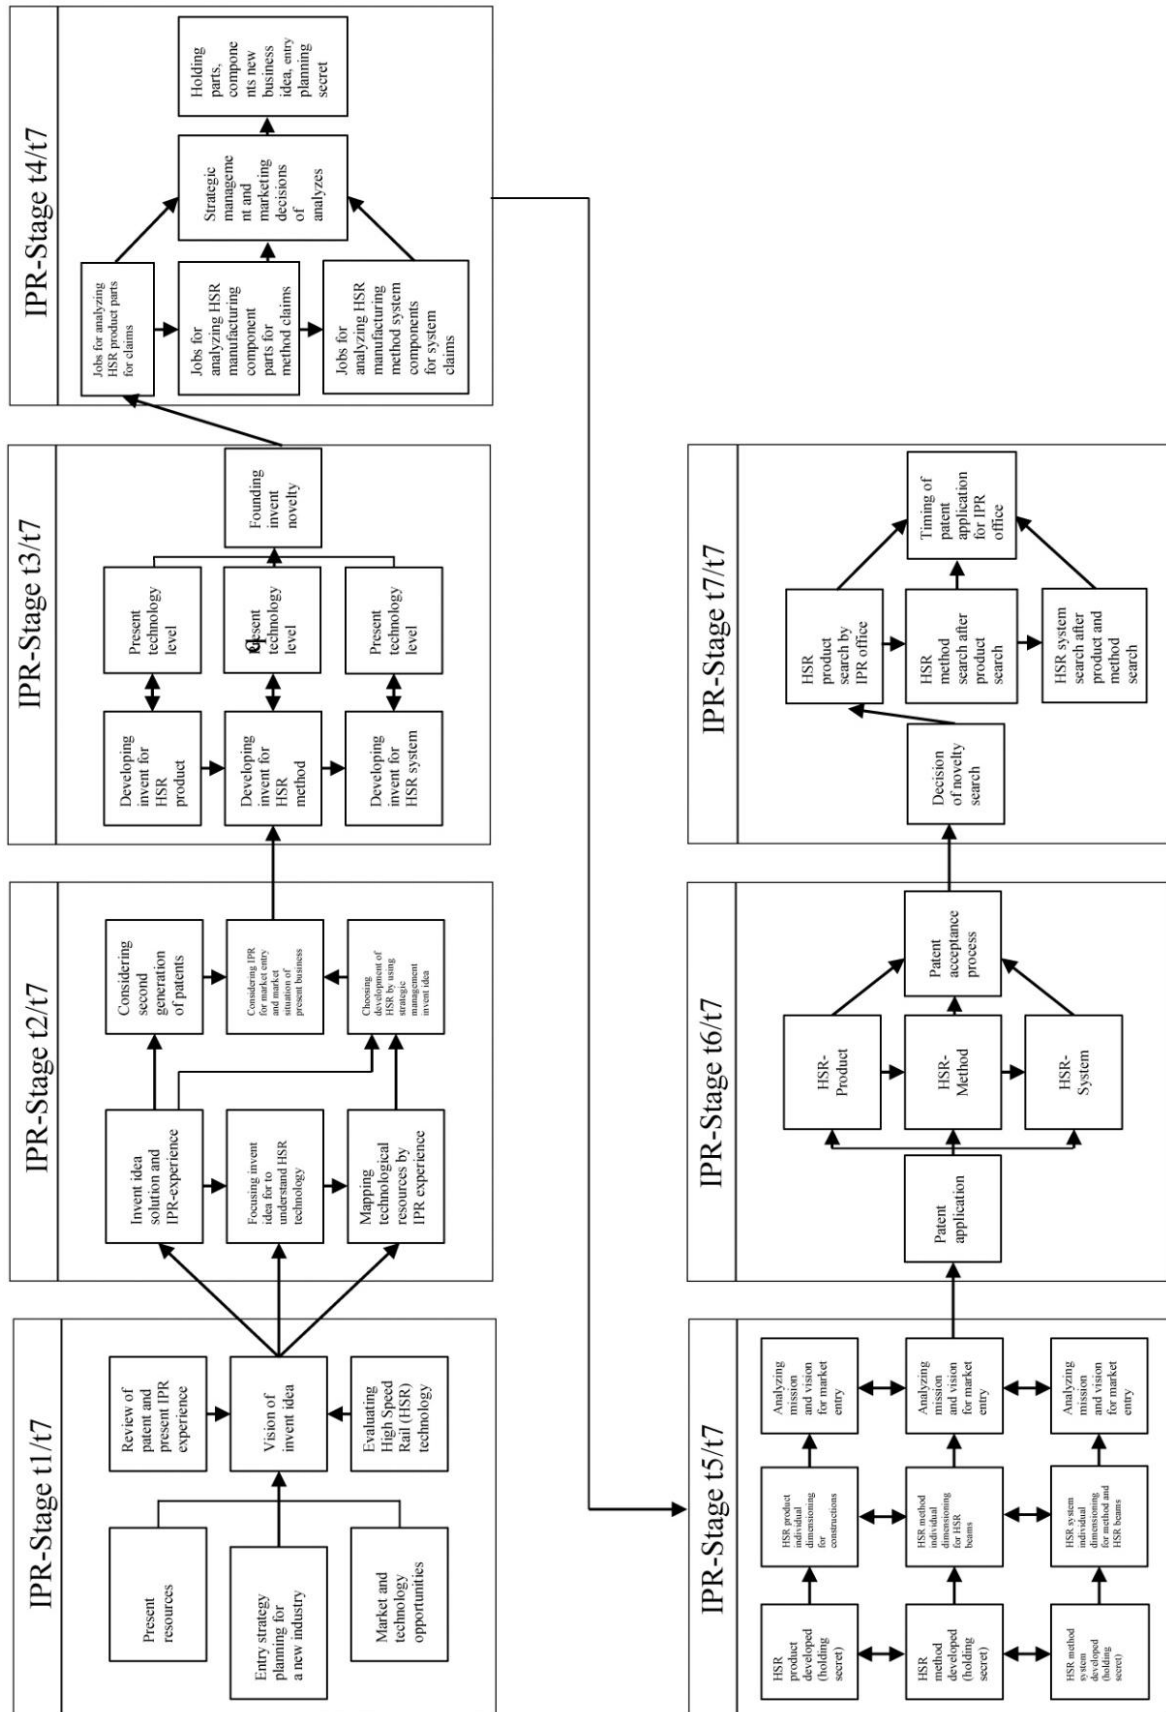 IPR-Stage t1/t7
Present
resources
Entry strategy
planning for
a new industry
Market and
technology
opportunities
Review of
patent and
present IPR
experience
Vision of
invent idea
Evaluating
High Speed
Rail (HSR)
technology
IPR-Stage t2/t7
Invent idea
solution and
IPR-experience
Focusing invent
idea for to
understand HSR
technology
Mapping
technological
resources by
IPR experience
Considering
second
generation
of patents
Considering IPR
for market entry
and market
situation of
present business
Choosing
development of
HSR by using
strategic
management
invent idea
IPR-Stage t3/t7
Developing
invent for
HSR
product
Developing
invent for
HSR
method
Developing
invent for
HSR system
Present
technology
level
Present
technology
level
Present
technology
level
Founding
invent
novelty
IPR-Stage t4/t7
Jobs for analyzing
HSR product parts
for claims
Jobs for
analyzing HSR
manufacturing
component
parts for
method claims
Jobs for
analyzing HSR
manufacturing
method system
components
for system
claims
Strategic
manageme
nt and
marketing
decisions
of
analyzes
Holding
parts,
compone
nts new
business
idea, entry
planning
secret
IPR-Stage t5/t7
HSR
product
developed
(holding
secret)
HSR
method
developed
(holding
secret)
HSR method
system
developed
(holding
secret)
HSR product
individual
dimensioning
for
constructions
HSR method
individual
dimensioning
for HSR
beams
HSR system
individual
dimensioning
for method and
HSR beams
Analyzing
mission
and vision
for market
entry
Analyzing
mission
and vision
for market
entry
Analyzing
mission
and vision
for market
entry
IPR-Stage t6/t7
Patent
application
HSR-
Product
HSR-
Method
HSR-
System
Patent
acceptance
process
IPR-Stage t7/t7
Decision
of novelty
search
HSR
product
search by
IPR office
HSR
method
search after
product
search
HSR system
search after
product and
method
search
Timing of
patent
application
for IPR
office